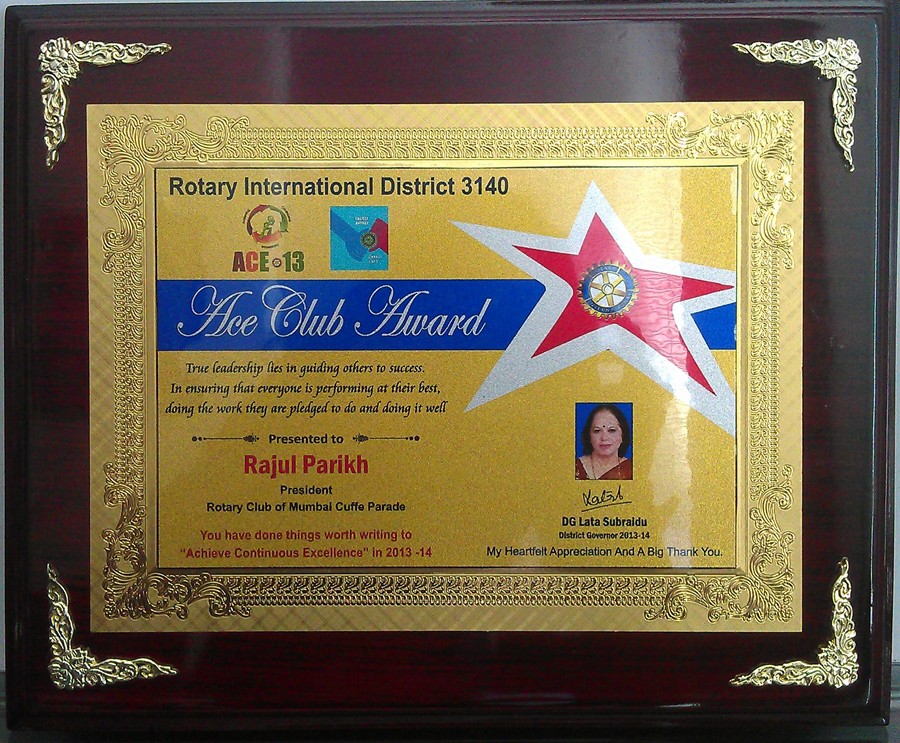 Rotary International District 3140
ACE 13
Ace Club Award
True leadership lies in guiding others to success.
In ensuring that everyone is performing at their best,
doing the work they are pledged to do and doing it well
Presented to
Rajul Parikh
President
Rotary Club of Mumbai Cuffe Parade
You have done things worth writing to
"Achieve Continuous Excellence" in 2013 -14
DG Lata Subraidu
District Governor 2013-14
My Heartfelt Appreciation And A Big Thank You.